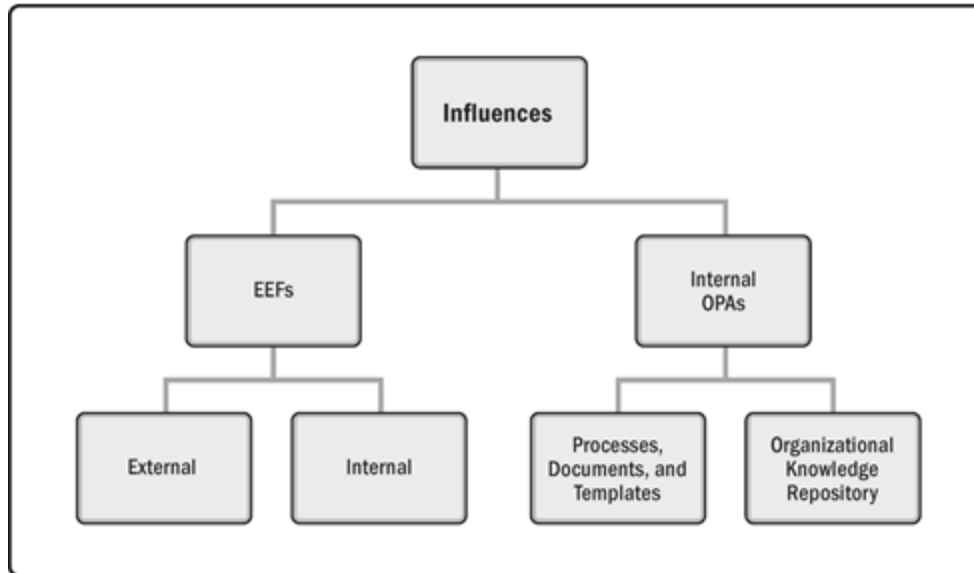 Influences
EEFs
Internal
OPAs
External
Internal
Processes,
Documents, and
Templates
Organizational
Knowledge
Repository